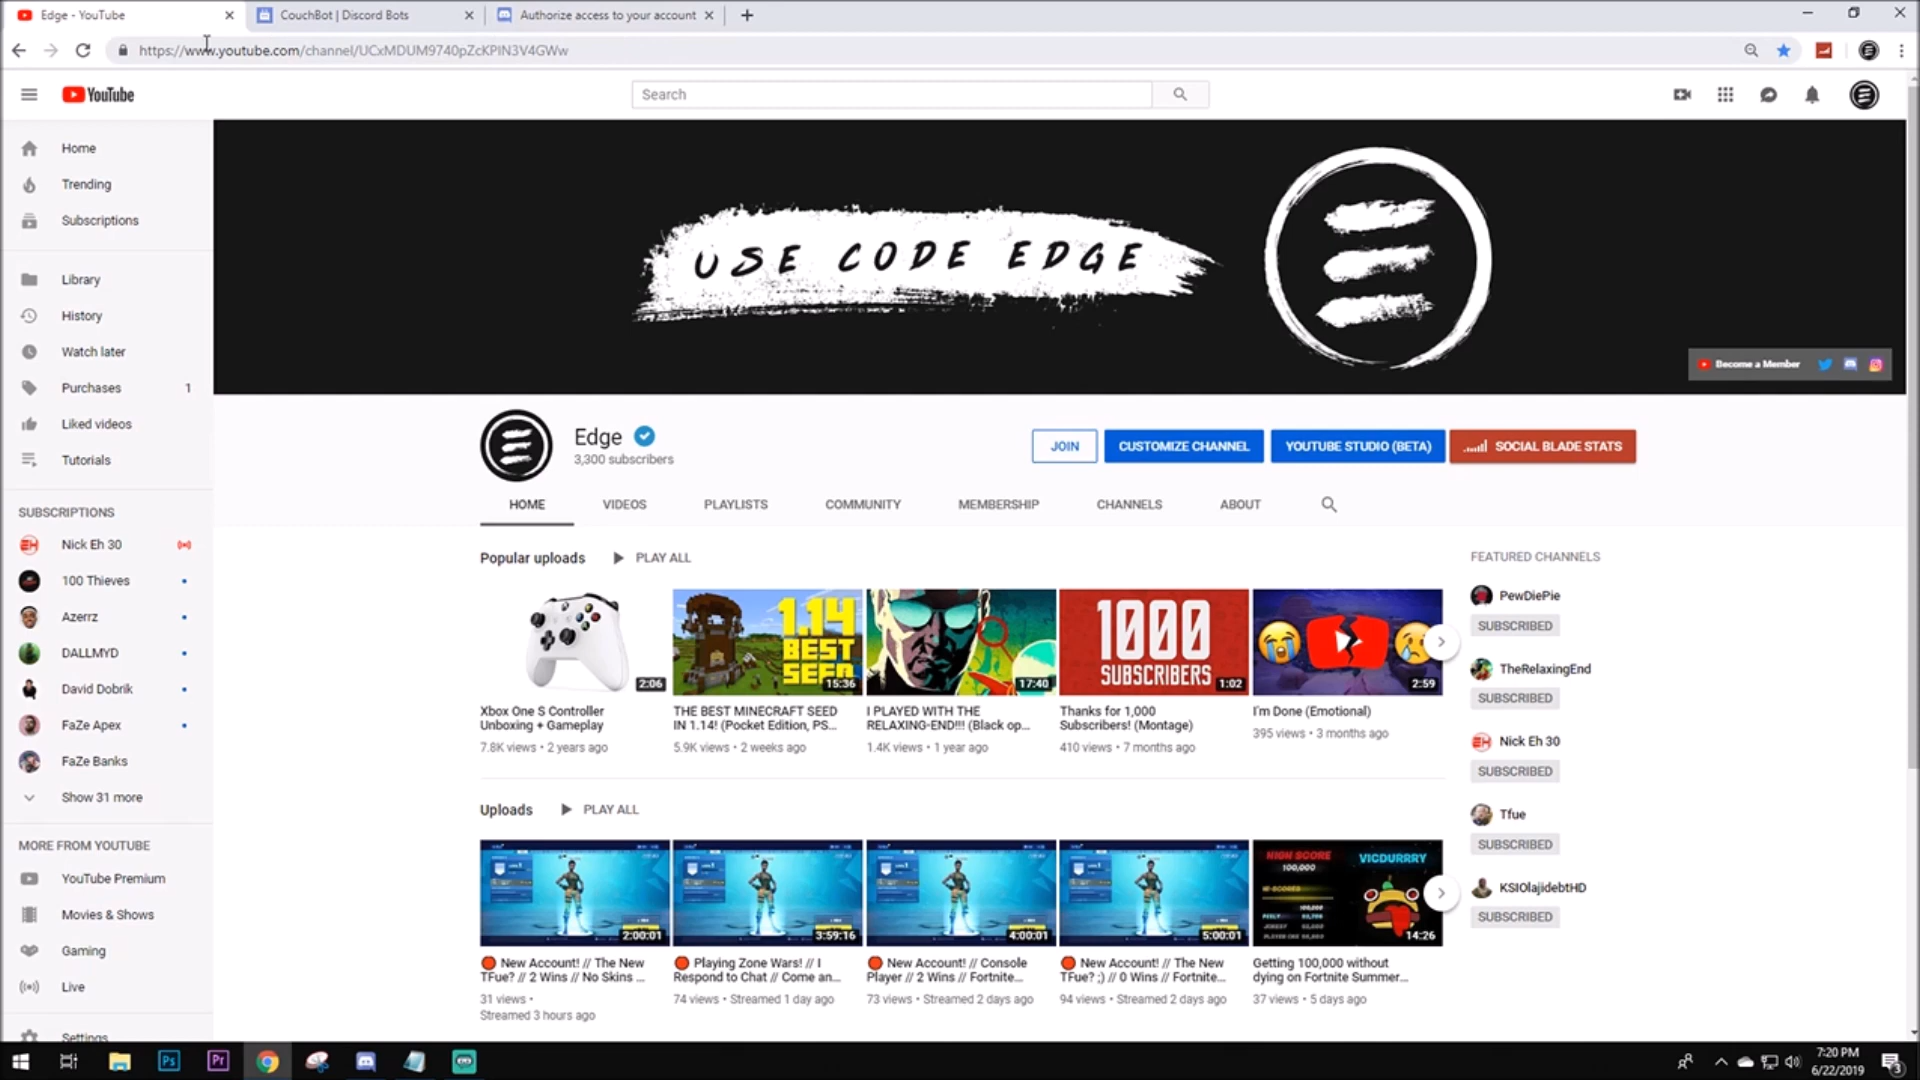 Edge - YouTube
CouchBot | Discord Bots
Authorize access to your account
https://www.youtube.com/channel/UCxMDUM9740pZcKPIN3V4GWw
YouTube
Search
Home
Trending
Subscriptions
Library
History
Watch later
Purchases 1
Liked videos
Tutorials
SUBSCRIPTIONS
Nick Eh 30
100 Thieves
Azerrz
DALLMYD
David Dobrik
FaZe Apex
FaZe Banks
Show 31 more
MORE FROM YOUTUBE
YouTube Premium
Movies & Shows
Gaming
Live
Settings
USE CODE EDGE
Become a Member
Edge
3,300 subscribers
JOIN
CUSTOMIZE CHANNEL
YOUTUBE STUDIO (BETA)
SOCIAL BLADE STATS
HOME
VIDEOS
PLAYLISTS
COMMUNITY
MEMBERSHIP
CHANNELS
ABOUT
Popular uploads
PLAY ALL
2:06
Xbox One S Controller
Unboxing + Gameplay
7.8K views • 2 years ago
1.14
BEST
SEED
15:36
THE BEST MINECRAFT SEED
IN 1.14! (Pocket Edition, PS...
5.9K views • 2 weeks ago
17:40
I PLAYED WITH THE
RELAXING-END!!! (Black op...
1.4K views • 1 year ago
1000
SUBSCRIBERS
1:02
Thanks for 1,000
Subscribers! (Montage)
410 views • 7 months ago
2:59
I'm Done (Emotional)
395 views • 3 months ago
Uploads
PLAY ALL
2:00:01
New Account! // The New
TFue? // 2 Wins // No Skins ...
31 views •
Streamed 3 hours ago
3:59:16
Playing Zone Wars! // I
Respond to Chat // Come an...
74 views • Streamed 1 day ago
4:00:01
New Account! // Console
Player // 2 Wins // Fortnite...
73 views • Streamed 2 days ago
5:00:01
New Account! // The New
TFue? ;) // 0 Wins // Fortnite...
94 views • Streamed 2 days ago
HIGH SCORE
100,000
VICDURRRY
14:26
Getting 100,000 without
dying on Fortnite Summer...
37 views • 5 days ago
FEATURED CHANNELS
PewDiePie
SUBSCRIBED
TheRelaxingEnd
SUBSCRIBED
Nick Eh 30
SUBSCRIBED
Tfue
SUBSCRIBED
KSIOlajidebtHD
SUBSCRIBED
Ps
Pr
7:20 PM
6/22/2019
3